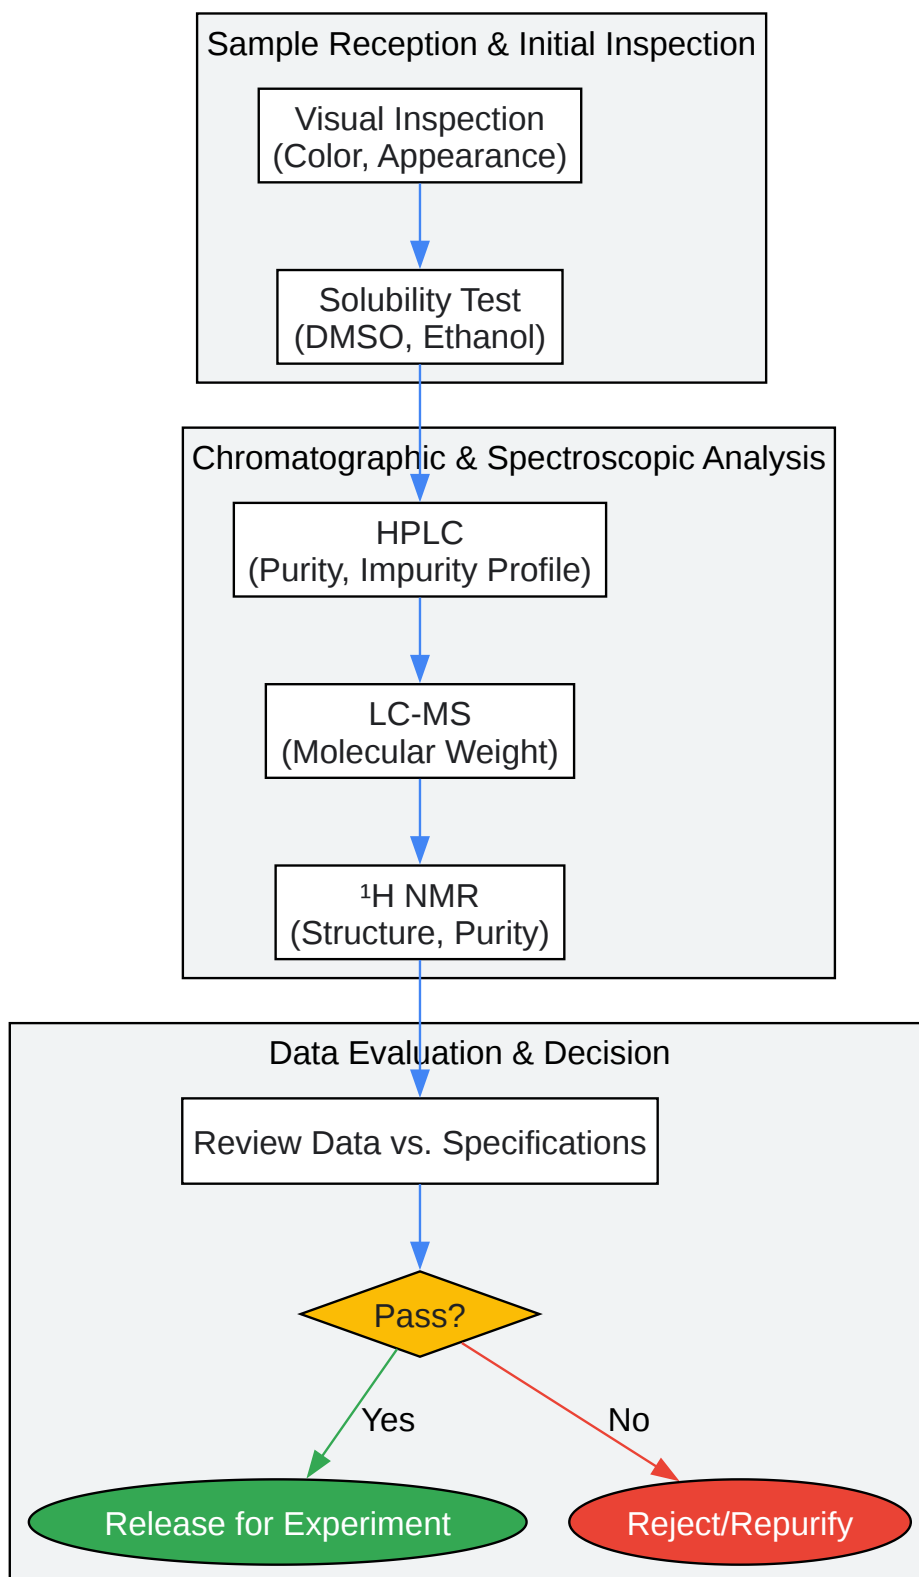 Sample Reception & Initial Inspection
Visual Inspection
(Color, Appearance)
Solubility Test
(DMSO, Ethanol)
Chromatographic & Spectroscopic Analysis
HPLC
(Purity, Impurity Profile)
LC-MS
(Molecular Weight)
¹H NMR
(Structure, Purity)
Data Evaluation & Decision
Review Data vs. Specifications
Pass?
Yes
No
Release for Experiment
Reject/Repurify